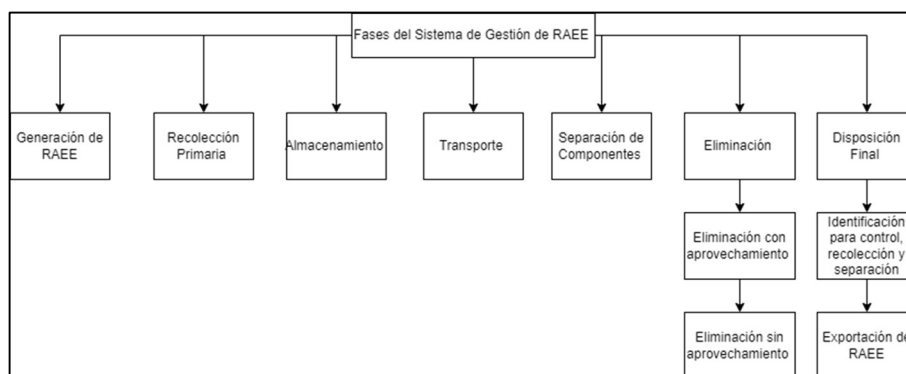 Fases del Sistema de Gestión de RAEE
Generación de
RAEE
Recolección
Primaria
Almacenamiento
Transporte
Separación de
Componentes
Eliminación
Disposición
Final
Eliminación con
aprovechamiento
Identificación
para control,
recolección y
separación
Eliminación sin
aprovechamiento
Exportación de
RAEE